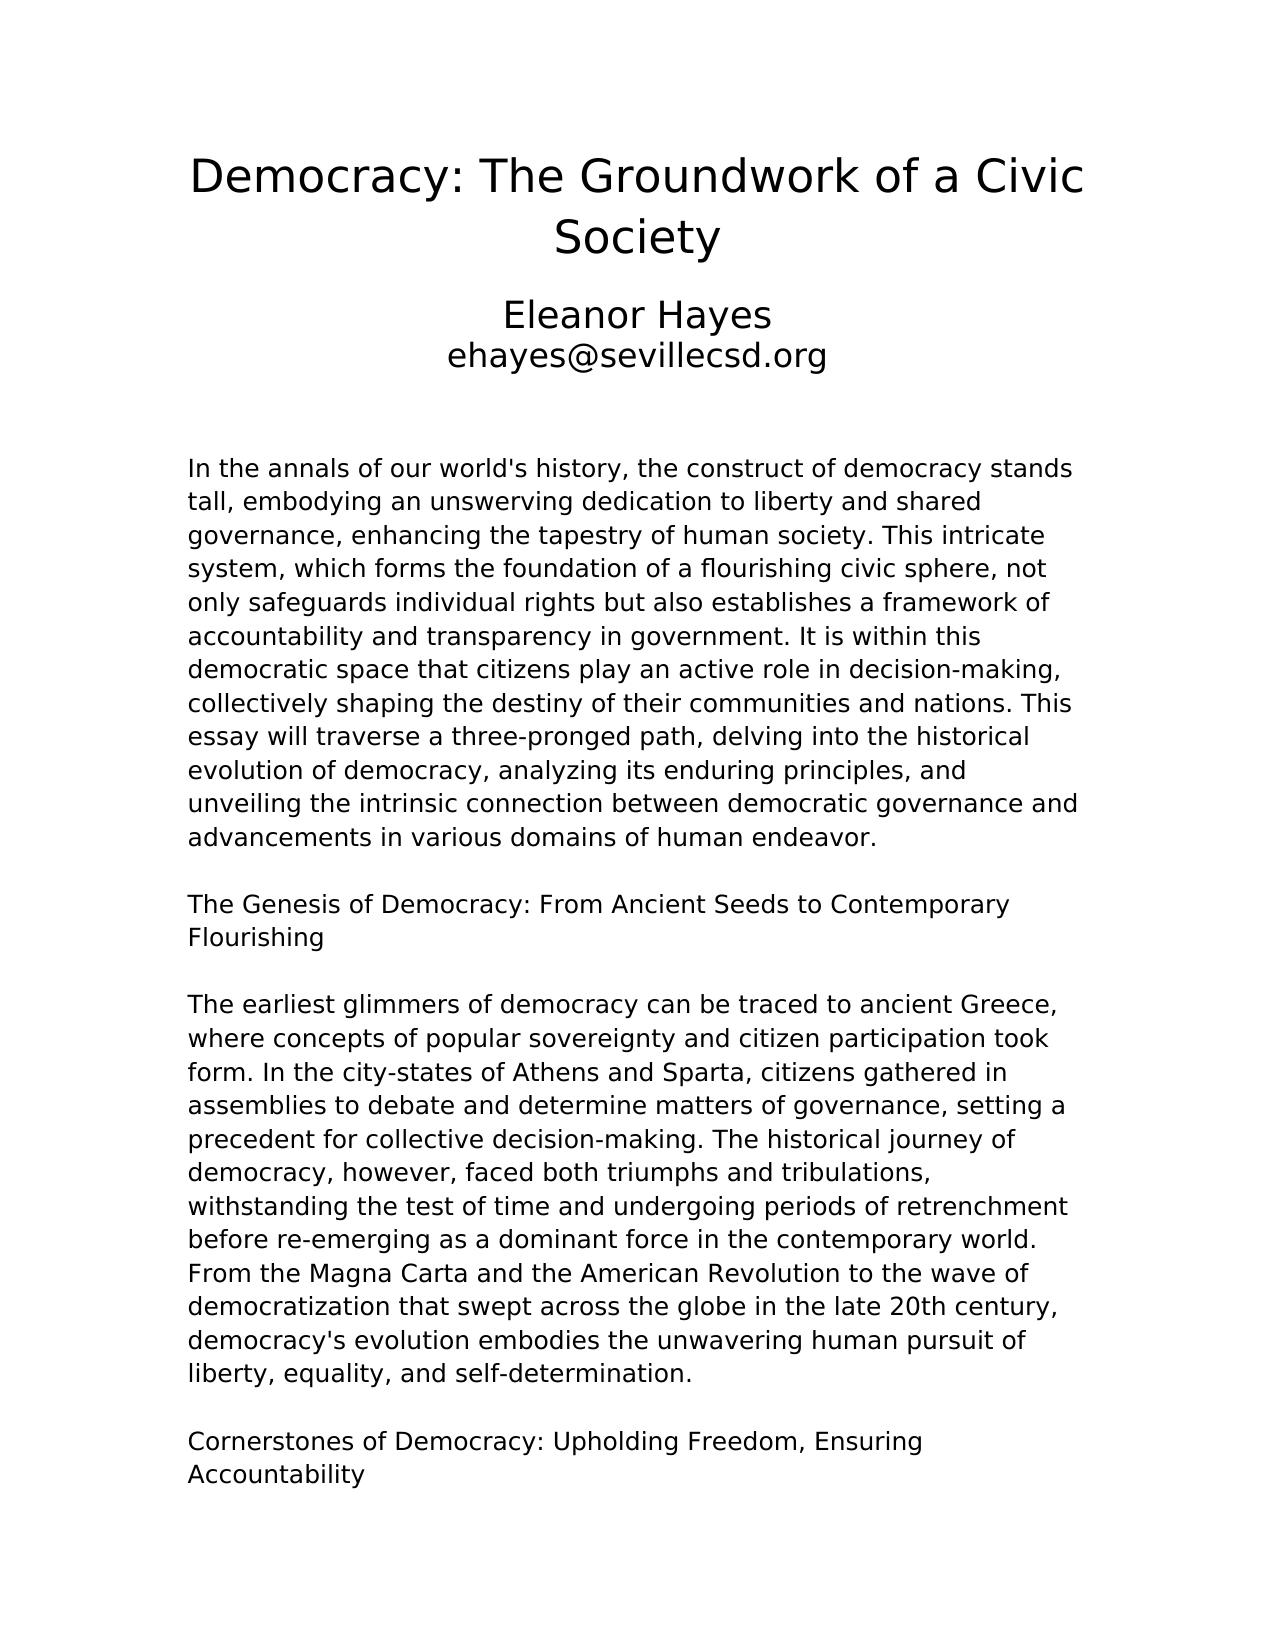 Democracy: The Groundwork of a Civic
Society
Eleanor Hayes
ehayes@sevillecsd.org
In the annals of our world's history, the construct of democracy stands
tall, embodying an unswerving dedication to liberty and shared
governance, enhancing the tapestry of human society. This intricate
system, which forms the foundation of a flourishing civic sphere, not
only safeguards individual rights but also establishes a framework of
accountability and transparency in government. It is within this
democratic space that citizens play an active role in decision-making,
collectively shaping the destiny of their communities and nations. This
essay will traverse a three-pronged path, delving into the historical
evolution of democracy, analyzing its enduring principles, and
unveiling the intrinsic connection between democratic governance and
advancements in various domains of human endeavor.
The Genesis of Democracy: From Ancient Seeds to Contemporary
Flourishing
The earliest glimmers of democracy can be traced to ancient Greece,
where concepts of popular sovereignty and citizen participation took
form. In the city-states of Athens and Sparta, citizens gathered in
assemblies to debate and determine matters of governance, setting a
precedent for collective decision-making. The historical journey of
democracy, however, faced both triumphs and tribulations,
withstanding the test of time and undergoing periods of retrenchment
before re-emerging as a dominant force in the contemporary world.
From the Magna Carta and the American Revolution to the wave of
democratization that swept across the globe in the late 20th century,
democracy's evolution embodies the unwavering human pursuit of
liberty, equality, and self-determination.
Cornerstones of Democracy: Upholding Freedom, Ensuring
Accountability